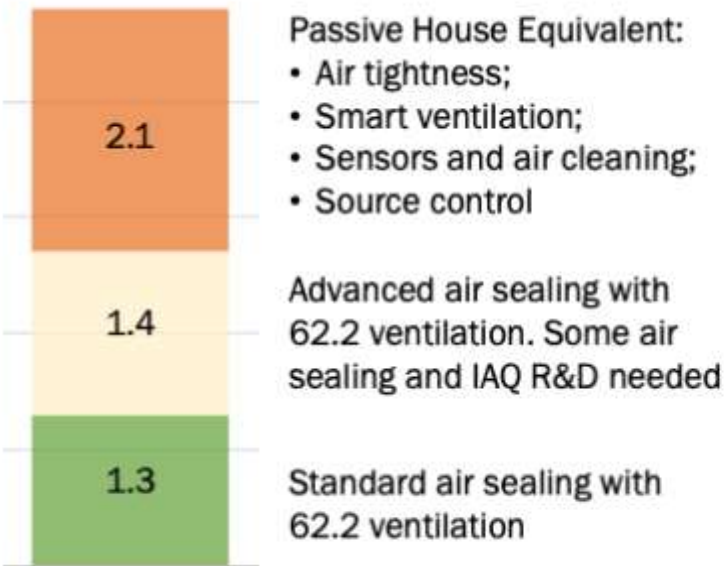 Passive House Equivalent:
• Air tightness;
• Smart ventilation;
2.1
• Sensors and air cleaning;
• Source control
Advanced air sealing with
1.4
62.2 ventilation. Some air
sealing and IAQ R&D needed
1.3
Standard air sealing with
62.2 ventilation